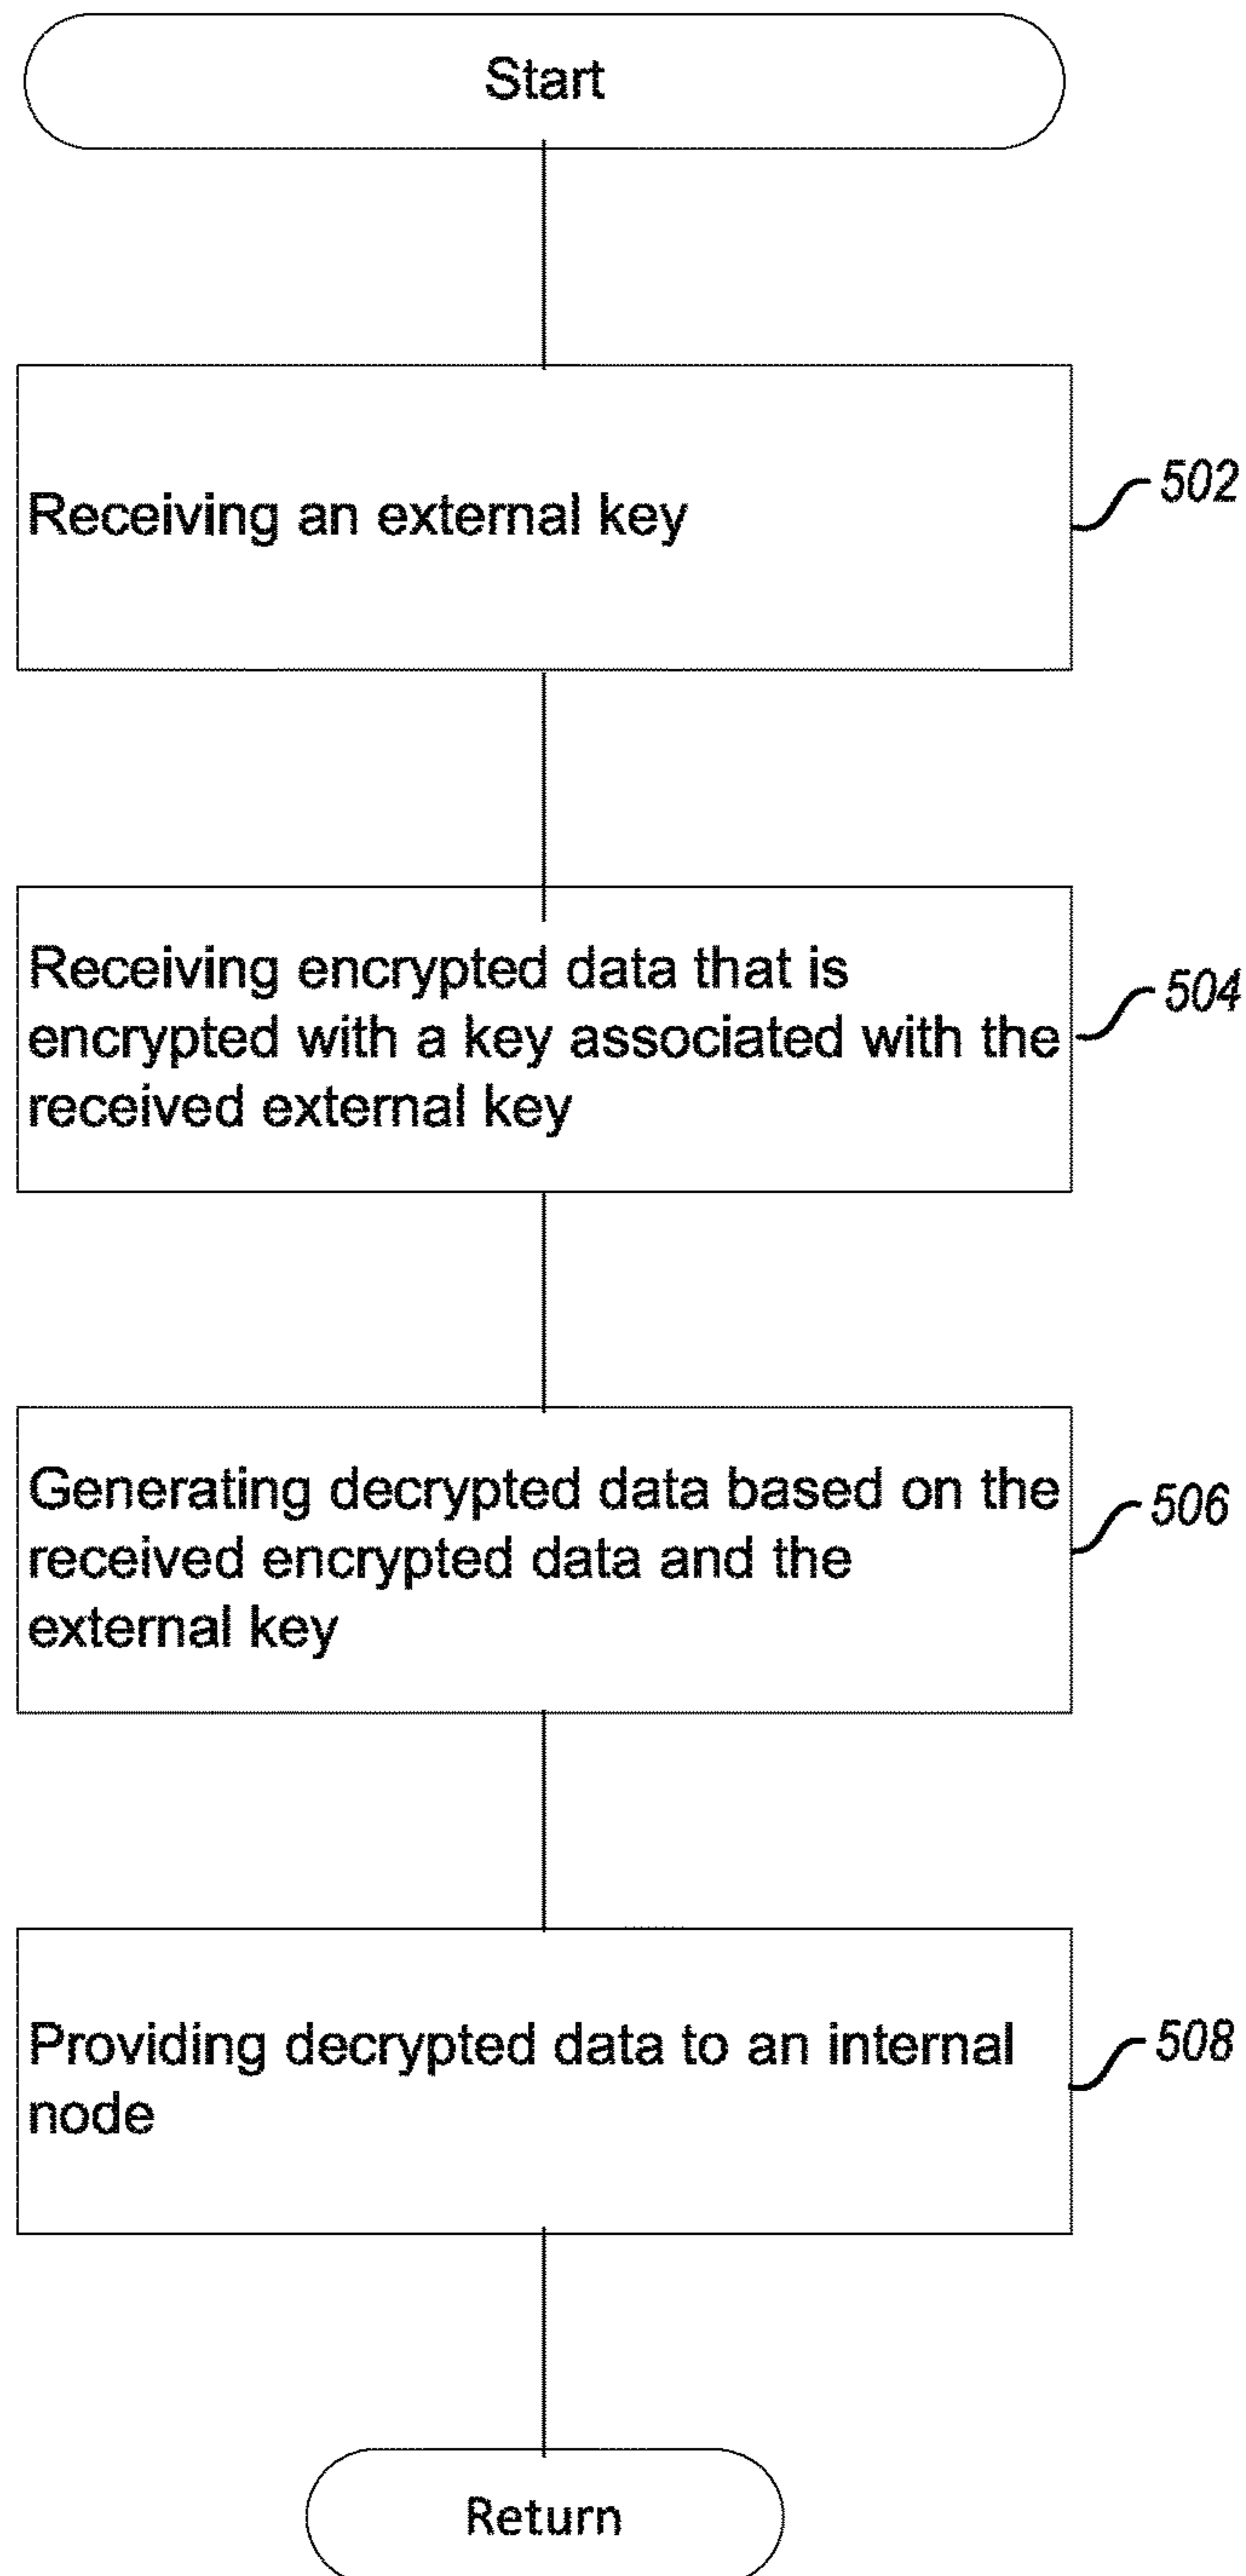 Start
Receiving an external key
502
Receiving encrypted data that is
encrypted with a key associated with the
received external key
504
Generating decrypted data based on the
received encrypted data and the
external key
506
Providing decrypted data to an internal
node
508
Return